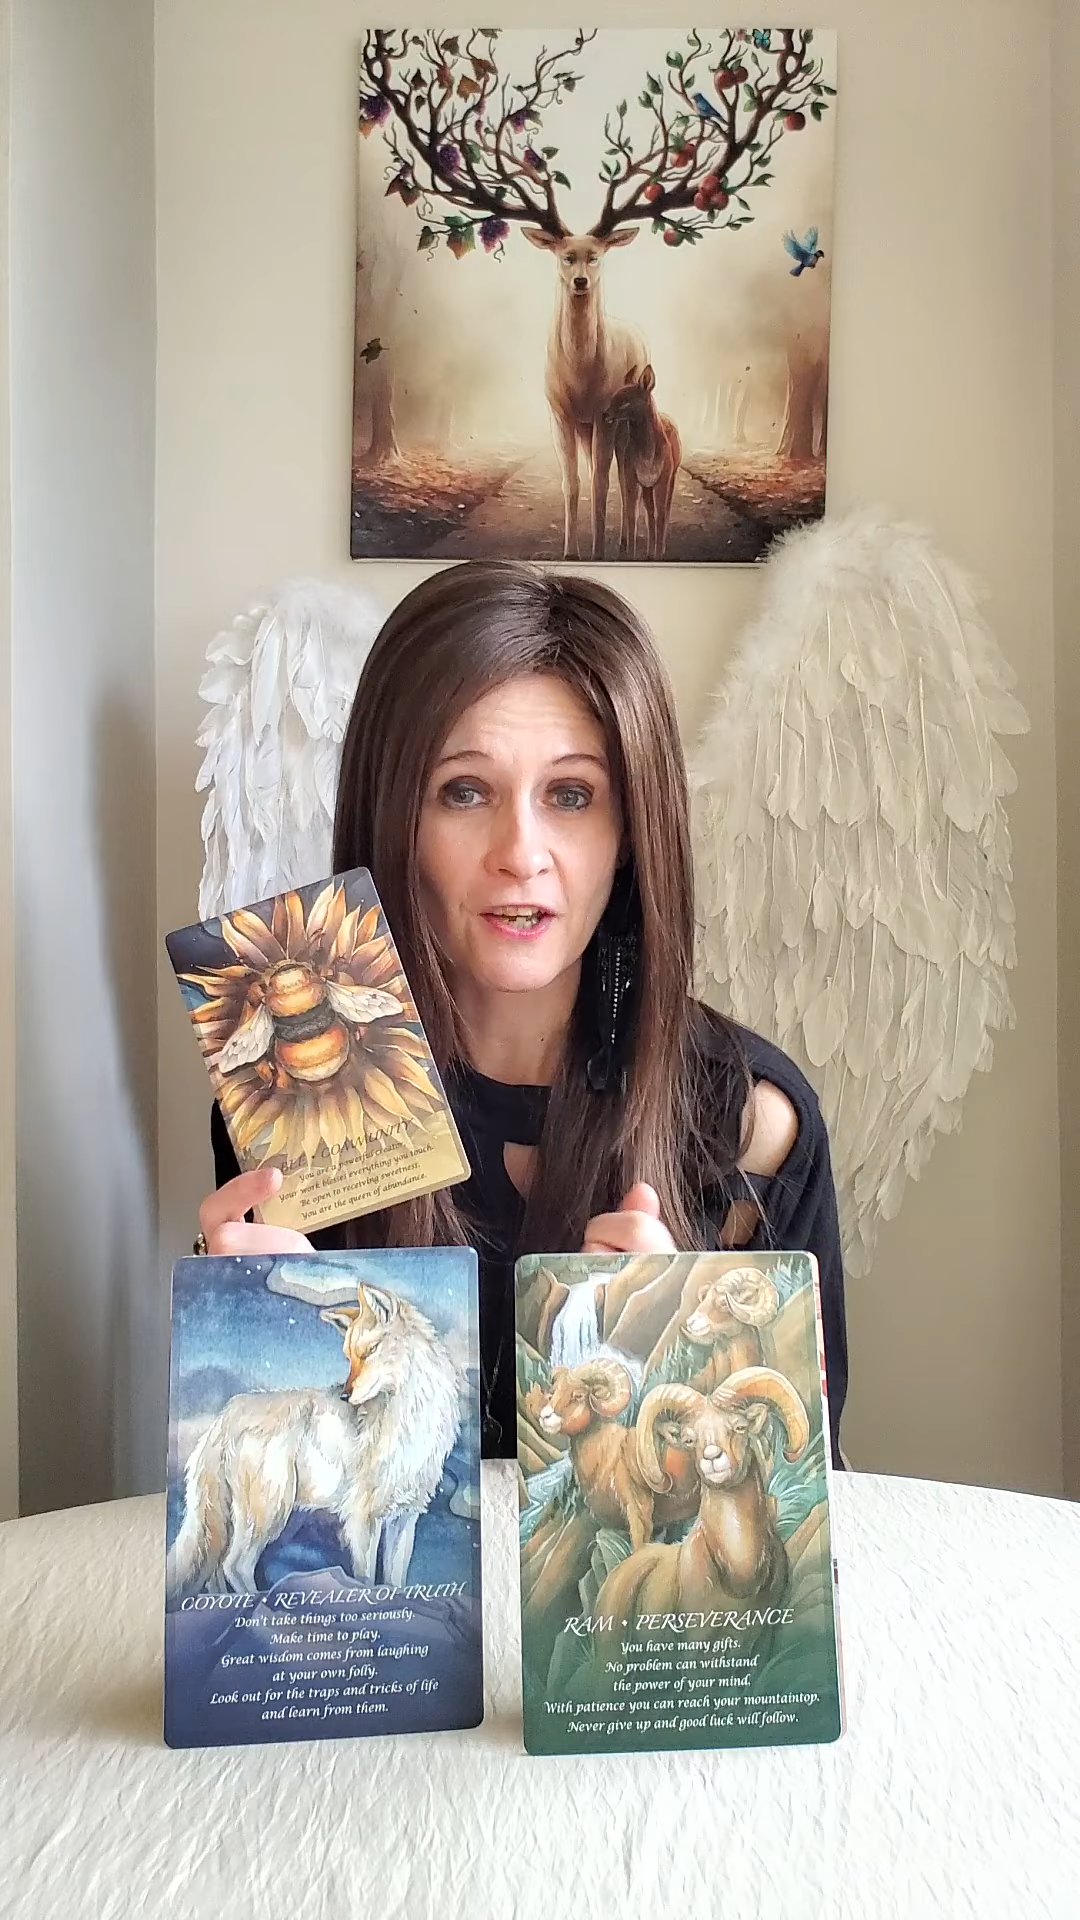 BEE • COMMUNITY
You are a powerful creator.
Your work blesses everything you touch.
Be open to receiving sweetness.
You are the queen of abundance.
COYOTE • REVEALER OF TRUTH
Don't take things too seriously.
Make time to play.
Great wisdom comes from laughing
at your own folly.
Look out for the traps and tricks of life
and learn from them.
RAM • PERSEVERANCE
You have many gifts.
No problem can withstand
the power of your mind.
With patience you can reach your mountaintop.
Never give up and good luck will follow.